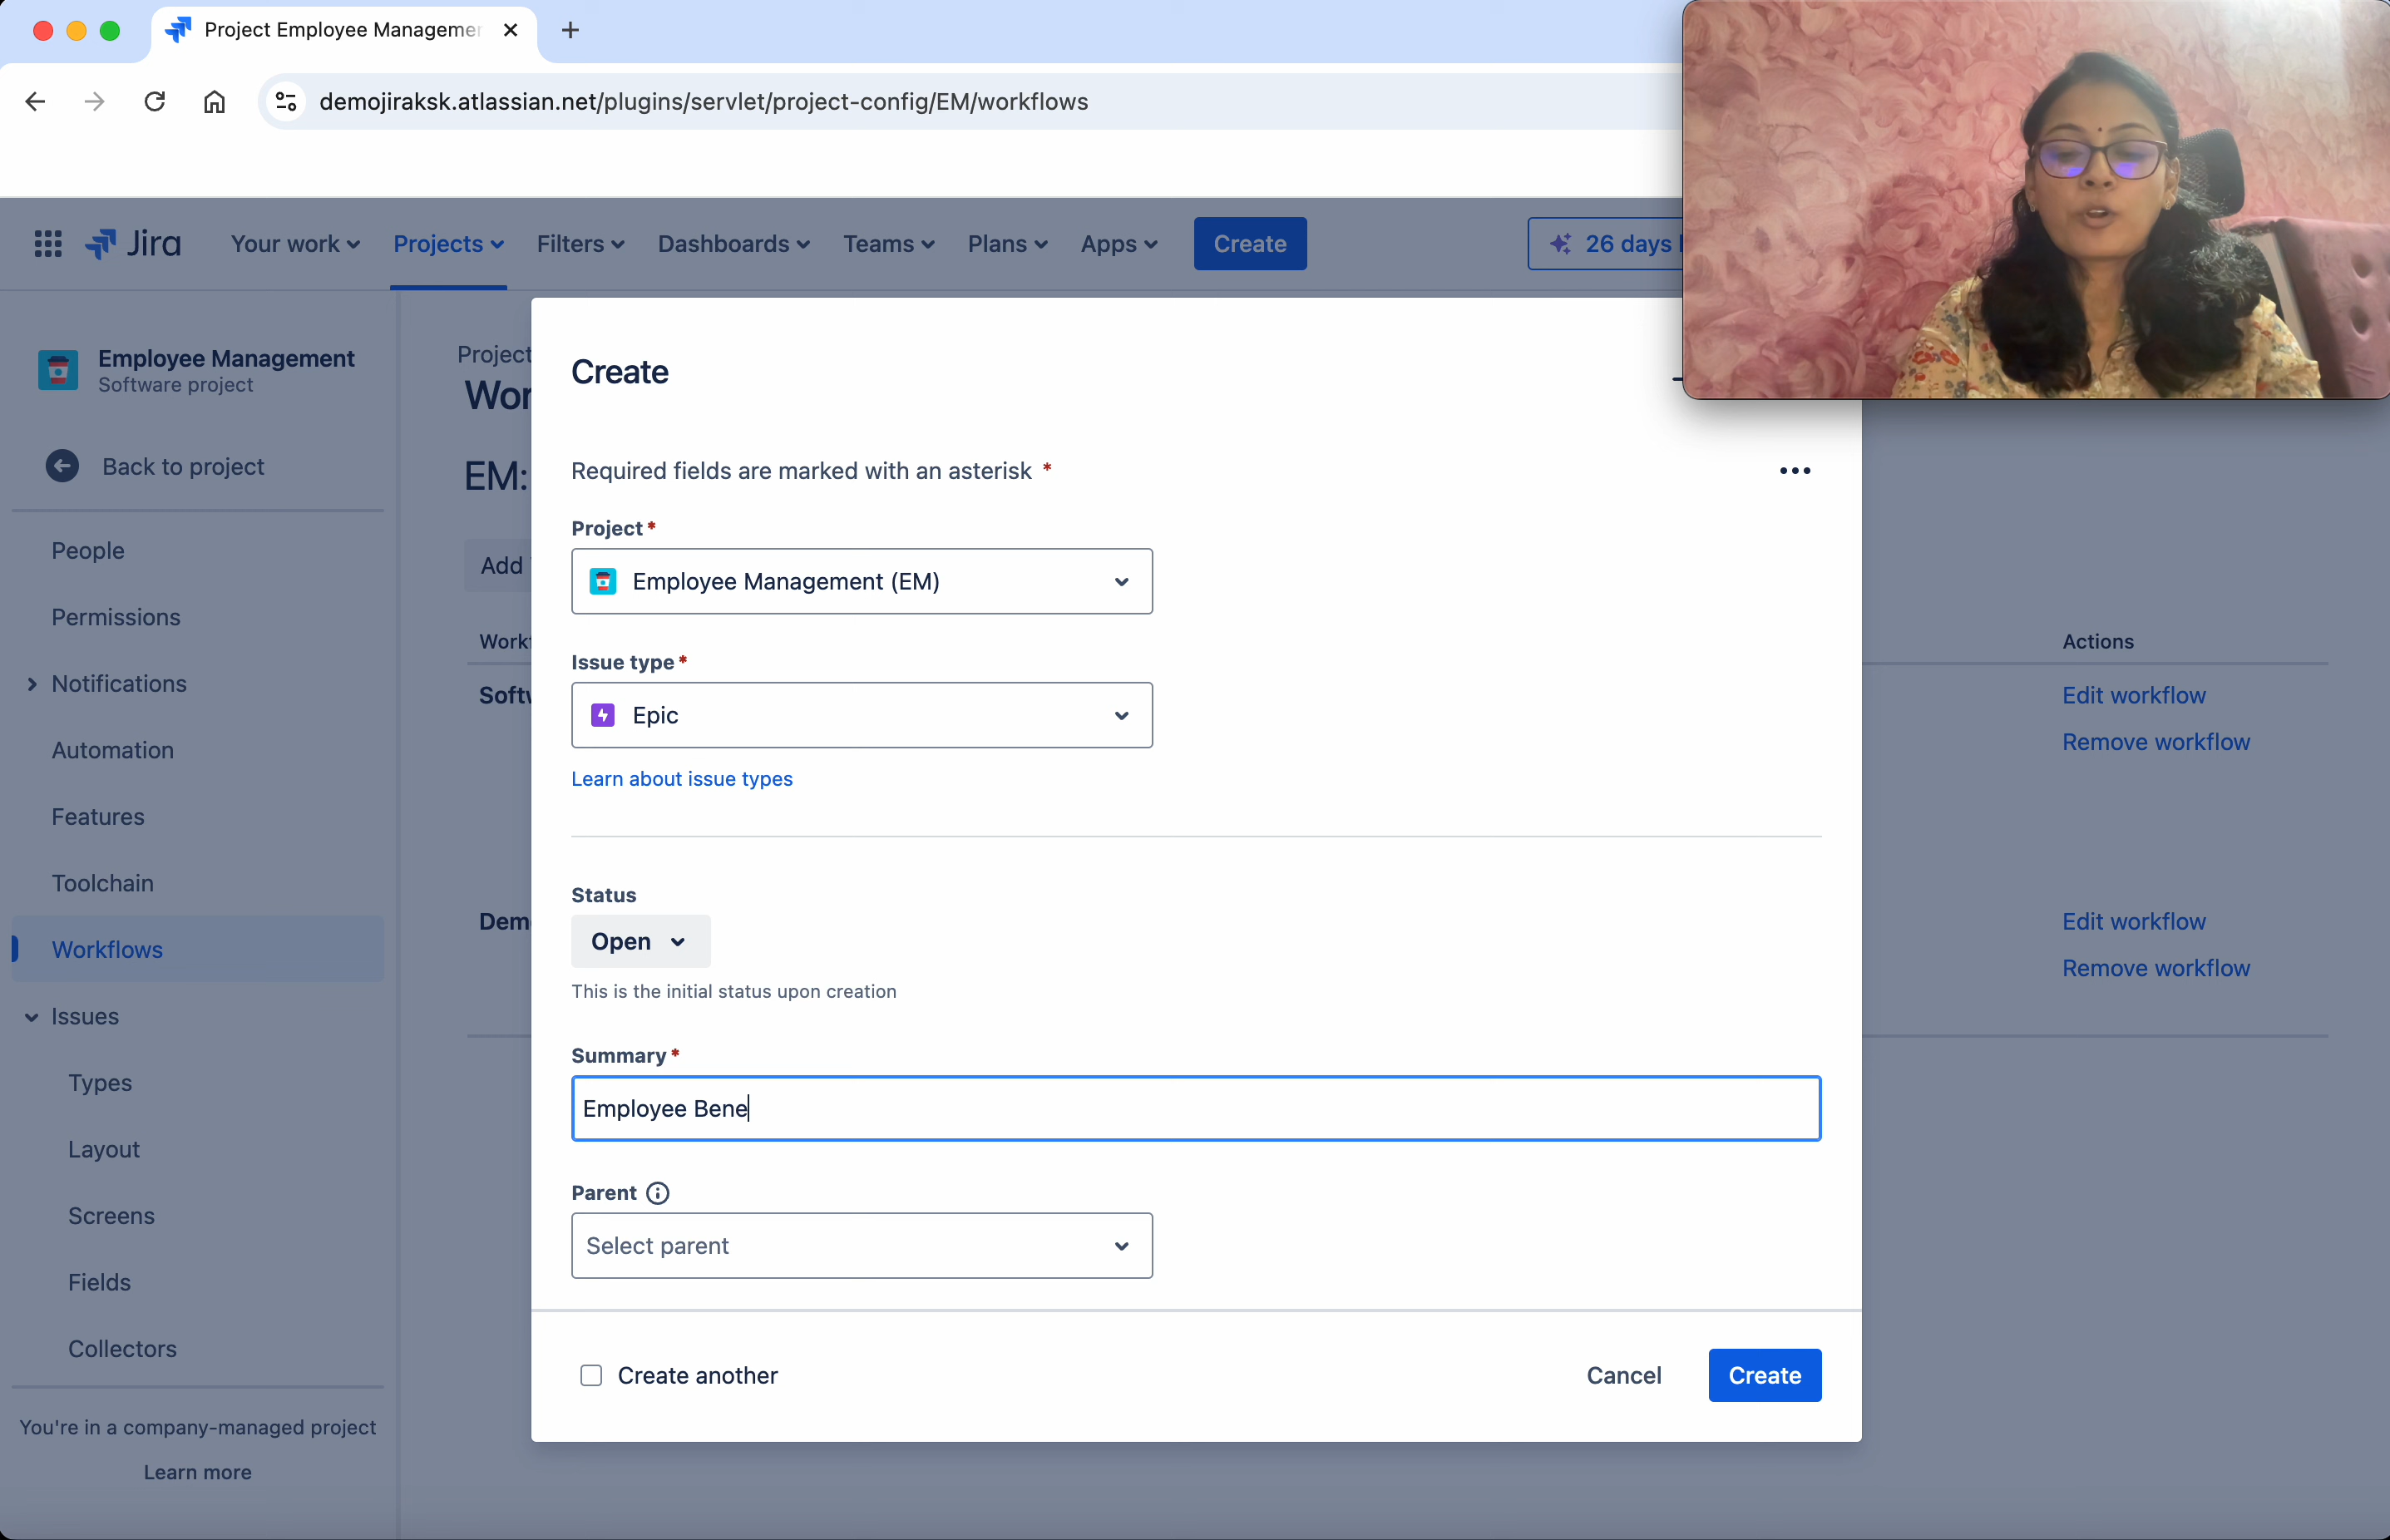 Project Employee Managemer
demojiraksk.atlassian.net/plugins/servlet/project-config/EM/workflows
Jira
Your work
Projects
Filters
Dashboards
Teams
Plans
Apps
Create
26 days
Employee Management
Software project
Back to project
People
Permissions
Notifications
Automation
Features
Toolchain
Workflows
Issues
Types
Layout
Screens
Fields
Collectors
You're in a company-managed project
Learn more
Project
Wor
EM:
Add
Work
Softw
Dem
Actions
Edit workflow
Remove workflow
Edit workflow
Remove workflow
Create
Required fields are marked with an asterisk *
Project *
Employee Management (EM)
Issue type *
Epic
Learn about issue types
Status
Open
This is the initial status upon creation
Summary *
Employee Bene
Parent
Select parent
Create another
Cancel
Create